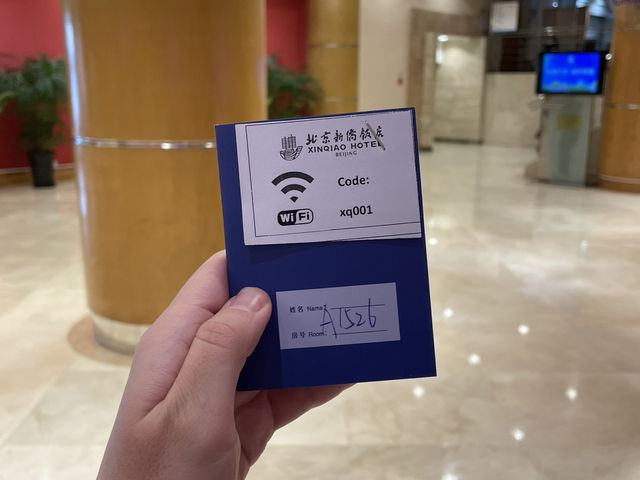 北京新侨饭店
XINQIAO HOTEL
BEIJING
Code:
WiFi
xq001
姓名 Name:
A1526
房号 Room: